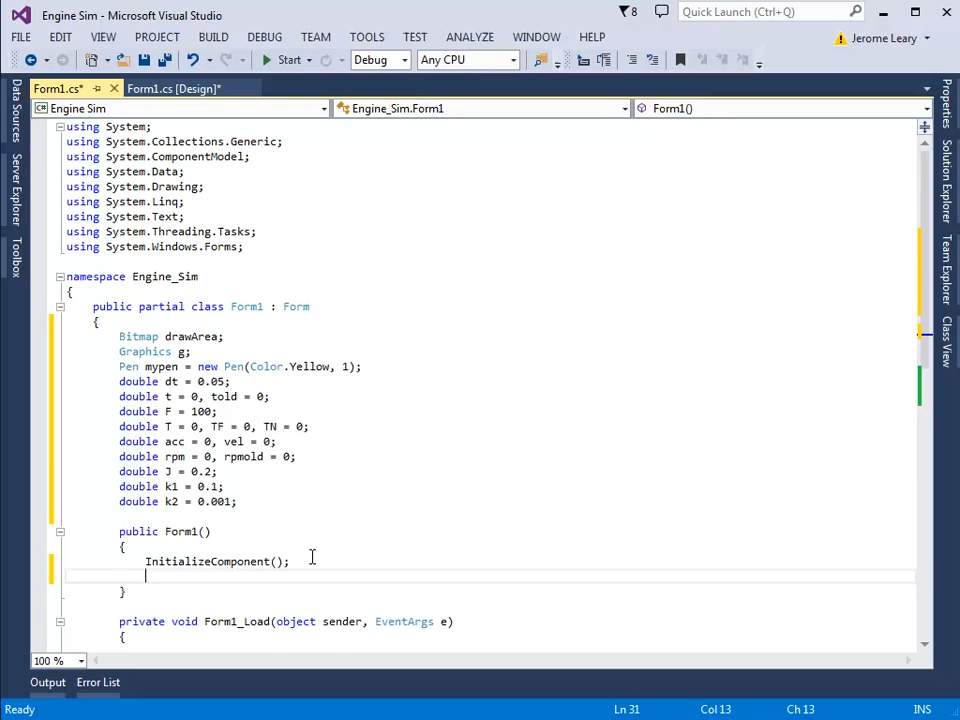 Engine Sim - Microsoft Visual Studio
8
Quick Launch (Ctrl+Q)
FILE EDIT VIEW PROJECT BUILD DEBUG TEAM TOOLS TEST ANALYZE WINDOW HELP
Jerome Leary
Start Debug Any CPU
Form1.cs* Form1.cs [Design]*
C# Engine Sim Engine_Sim.Form1 Form1()
using System;
using System.Collections.Generic;
using System.ComponentModel;
using System.Data;
using System.Drawing;
using System.Linq;
using System.Text;
using System.Threading.Tasks;
using System.Windows.Forms;
namespace Engine_Sim
{
public partial class Form1 : Form
{
Bitmap drawArea;
Graphics g;
Pen mypen = new Pen(Color.Yellow, 1);
double dt = 0.05;
double t = 0, told = 0;
double F = 100;
double T = 0, TF = 0, TN = 0;
double acc = 0, vel = 0;
double rpm = 0, rpmold = 0;
double J = 0.2;
double k1 = 0.1;
double k2 = 0.001;
public Form1()
{
InitializeComponent();
}
private void Form1_Load(object sender, EventArgs e)
{
Data Sources
Server Explorer
Toolbox
Properties
Solution Explorer
Team Explorer
Class View
100 %
Output Error List
Ready Ln 31 Col 13 Ch 13 INS